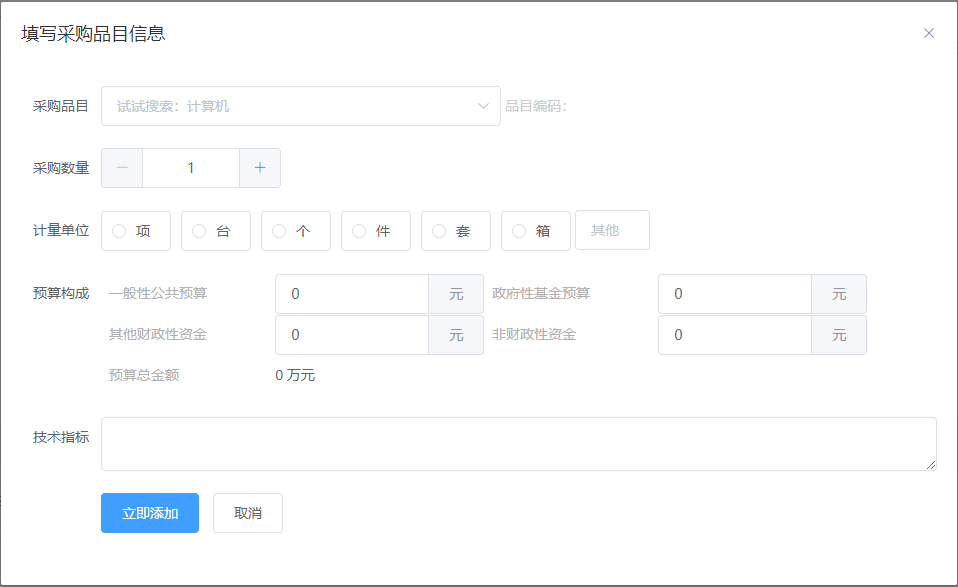 填写采购品目信息
采购品目 试试搜索：计算机 品目编码：
采购数量 1
计量单位 项 台 个 件 套 箱 其他
预算构成 一般性公共预算 0 元 政府性基金预算 0 元
其他财政性资金 0 元 非财政性资金 0 元
预算总金额 0 万元
技术指标
立即添加 取消